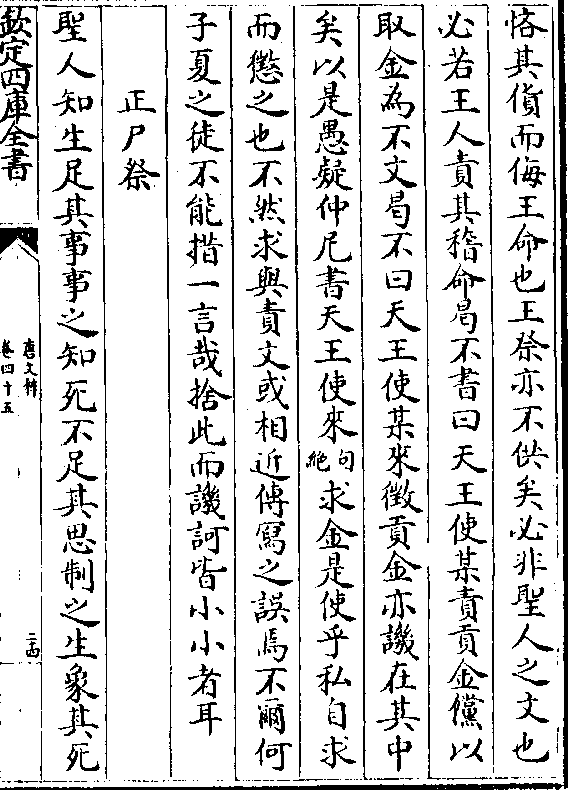 悋其貨而侮王命也王祭亦不供矣必非聖人之文也
必若王人責其稽命曷不書曰天王使某責貢金儻以
取金為不文曷不曰天王使某來徵貢金亦譏在其中
矣以是愚疑仲尼書天王使來句絶求金是使乎私自求
而懲之也不然求與責文或相近傳寫之誤焉不爾何
子夏之徒不能措一言哉捨此而譏訶皆小小者耳
正尸祭
聖人知生足其事事之知死不足其思制之生象其死
欽定四庫全書
唐文粹
卷四十五
二十四